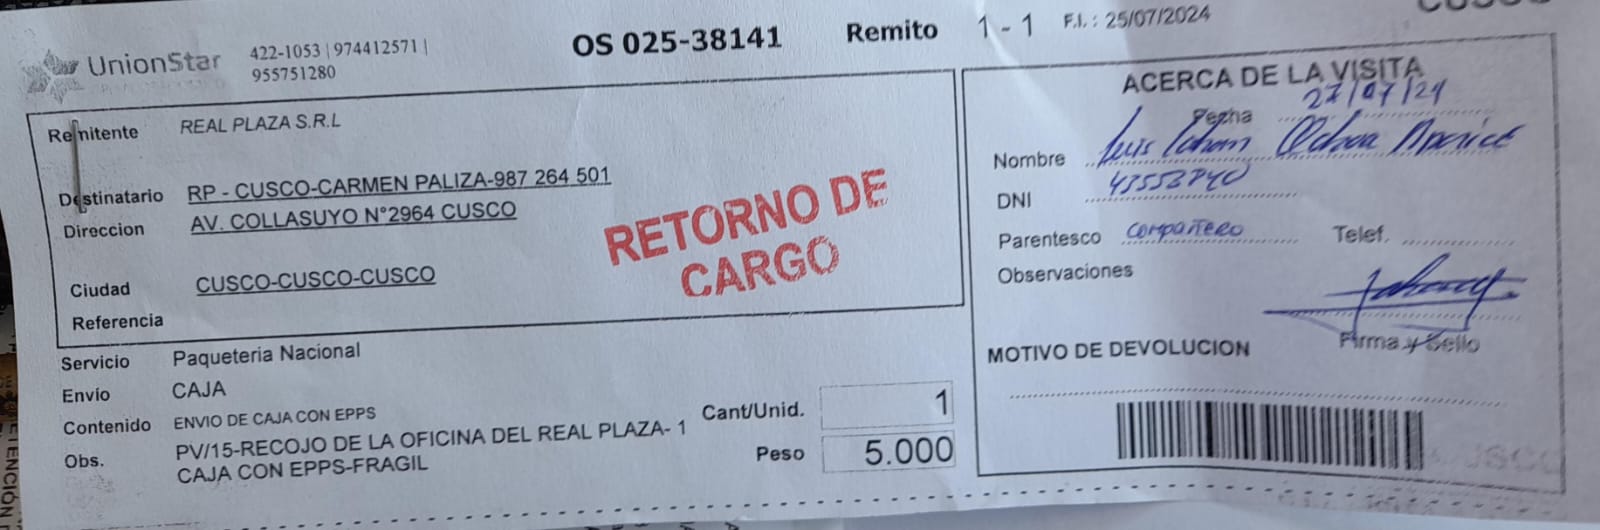 UnionStar
422-1053 | 974412571 |
955751280
OS 025-38141
Remito 1 - 1
F.I. : 25/07/2024
Remitente REAL PLAZA S.R.L
Destinatario RP - CUSCO-CARMEN PALIZA-987 264 501
Direccion AV. COLLASUYO N°2964 CUSCO
Ciudad CUSCO-CUSCO-CUSCO
Referencia
RETORNO DE
CARGO
Servicio Paqueteria Nacional
Envío CAJA
Contenido ENVIO DE CAJA CON EPPS
Obs. PV/15-RECOJO DE LA OFICINA DEL REAL PLAZA- 1
CAJA CON EPPS-FRAGIL
Cant/Unid. 1
Peso 5.000
ACERCA DE LA VISITA
Fecha 27/07/24
Nombre Luis Ochoa
DNI
Parentesco compañero Telef.
Observaciones
Firma y Sello
MOTIVO DE DEVOLUCION
CUSCO